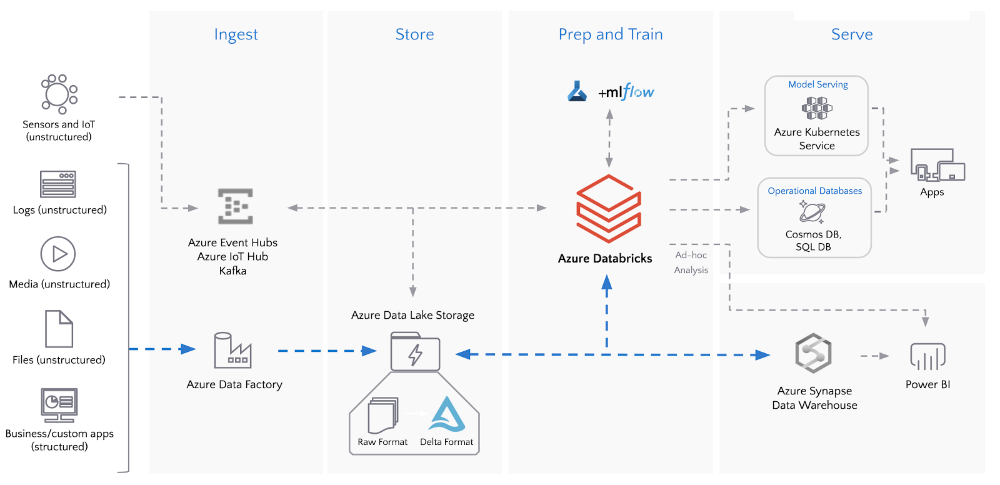 Ingest
Store
Prep and Train
Serve
Sensors and IoT
(unstructured)
Logs (unstructured)
Media (unstructured)
Files (unstructured)
Business/custom apps
(structured)
Azure Event Hubs
Azure IoT Hub
Kafka
Azure Data Factory
Azure Data Lake Storage
Raw Format
Delta Format
+mlflow
Azure Databricks
Ad-hoc
Analysis
Model Serving
Azure Kubernetes
Service
Operational Databases
Cosmos DB,
SQL DB
Apps
Azure Synapse
Data Warehouse
Power BI